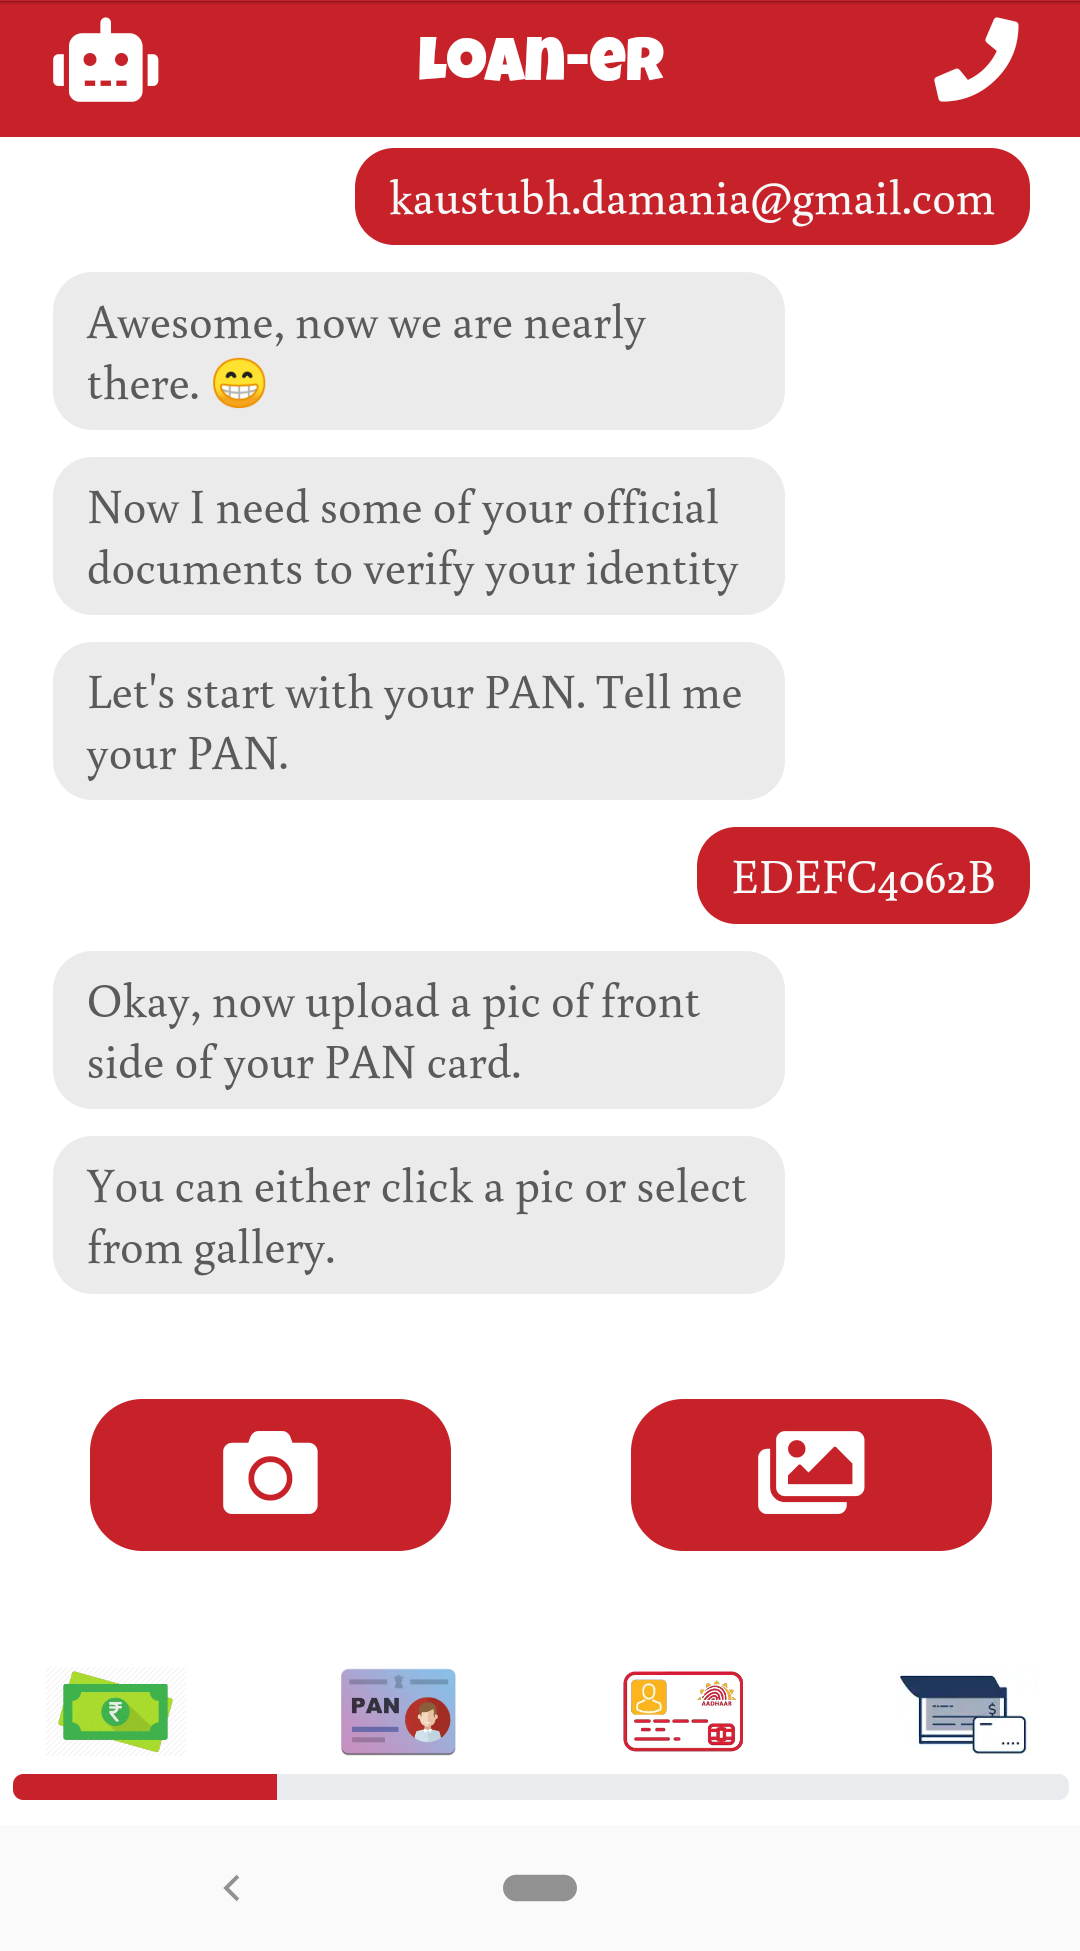 LOAN-ER
kaustubh.damania@gmail.com
Awesome, now we are nearly
there. 😁
Now I need some of your official
documents to verify your identity
Let's start with your PAN. Tell me
your PAN.
EDEFC4062B
Okay, now upload a pic of front
side of your PAN card.
You can either click a pic or select
from gallery.
₹
PAN
AADHAAR
$